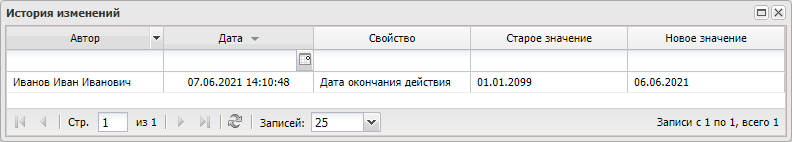 История изменений
Автор Дата Свойство Старое значение Новое значение
Иванов Иван Иванович 07.06.2021 14:10:48 Дата окончания действия 01.01.2099 06.06.2021
Стр. 1 из 1 Записей: 25 Записи с 1 по 1, всего 1